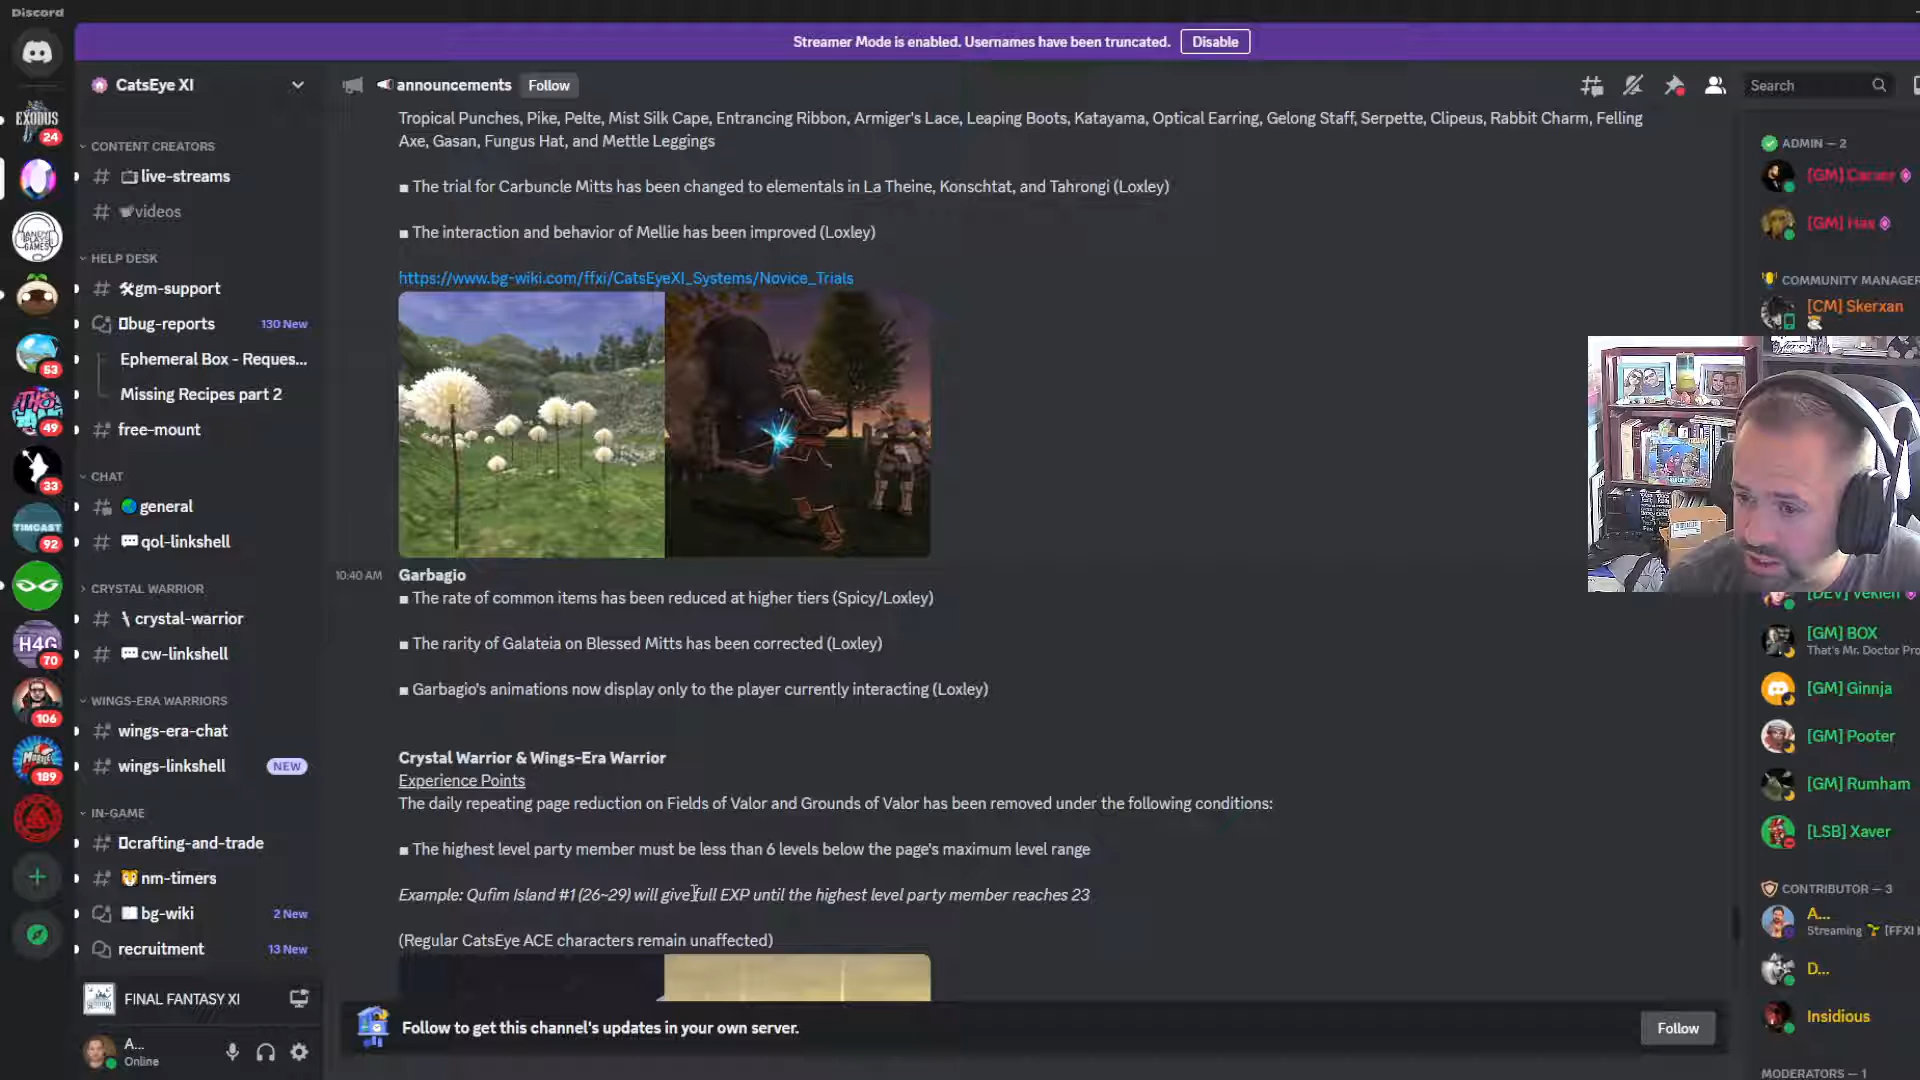 Discord
Streamer Mode is enabled. Usernames have been truncated.
Disable
CatsEye XI
announcements
Follow
Search
EXODUS
24
53
49
33
TIMCAST
92
H4G
70
106
189
CONTENT CREATORS
live-streams
videos
HELP DESK
gm-support
bug-reports
130 New
Ephemeral Box - Reques...
Missing Recipes part 2
free-mount
CHAT
general
qol-linkshell
CRYSTAL WARRIOR
crystal-warrior
cw-linkshell
WINGS-ERA WARRIORS
wings-era-chat
wings-linkshell
NEW
IN-GAME
crafting-and-trade
nm-timers
bg-wiki
2 New
recruitment
13 New
FINAL FANTASY XI
A...
Online
Tropical Punches, Pike, Pelte, Mist Silk Cape, Entrancing Ribbon, Armiger's Lace, Leaping Boots, Katayama, Optical Earring, Gelong Staff, Serpette, Clipeus, Rabbit Charm, Felling
Axe, Gasan, Fungus Hat, and Mettle Leggings
■ The trial for Carbuncle Mitts has been changed to elementals in La Theine, Konschtat, and Tahrongi (Loxley)
■ The interaction and behavior of Mellie has been improved (Loxley)
https://www.bg-wiki.com/ffxi/CatsEyeXI_Systems/Novice_Trials
10:40 AM
Garbagio
■ The rate of common items has been reduced at higher tiers (Spicy/Loxley)
■ The rarity of Galateia on Blessed Mitts has been corrected (Loxley)
■ Garbagio's animations now display only to the player currently interacting (Loxley)
Crystal Warrior & Wings-Era Warrior
Experience Points
The daily repeating page reduction on Fields of Valor and Grounds of Valor has been removed under the following conditions:
■ The highest level party member must be less than 6 levels below the page's maximum level range
Example: Qufim Island #1 (26~29) will give full EXP until the highest level party member reaches 23
(Regular CatsEye ACE characters remain unaffected)
Follow to get this channel's updates in your own server.
Follow
ADMIN — 2
[GM] Carver
[GM] Has
COMMUNITY MANAGER
[CM] Skerxan
[GM] BOX
That's Mr. Doctor Pro
[GM] Ginnja
[GM] Pooter
[GM] Rumham
[LSB] Xaver
CONTRIBUTOR — 3
A...
Streaming [FFXI
D...
Insidious
MODERATORS — 1